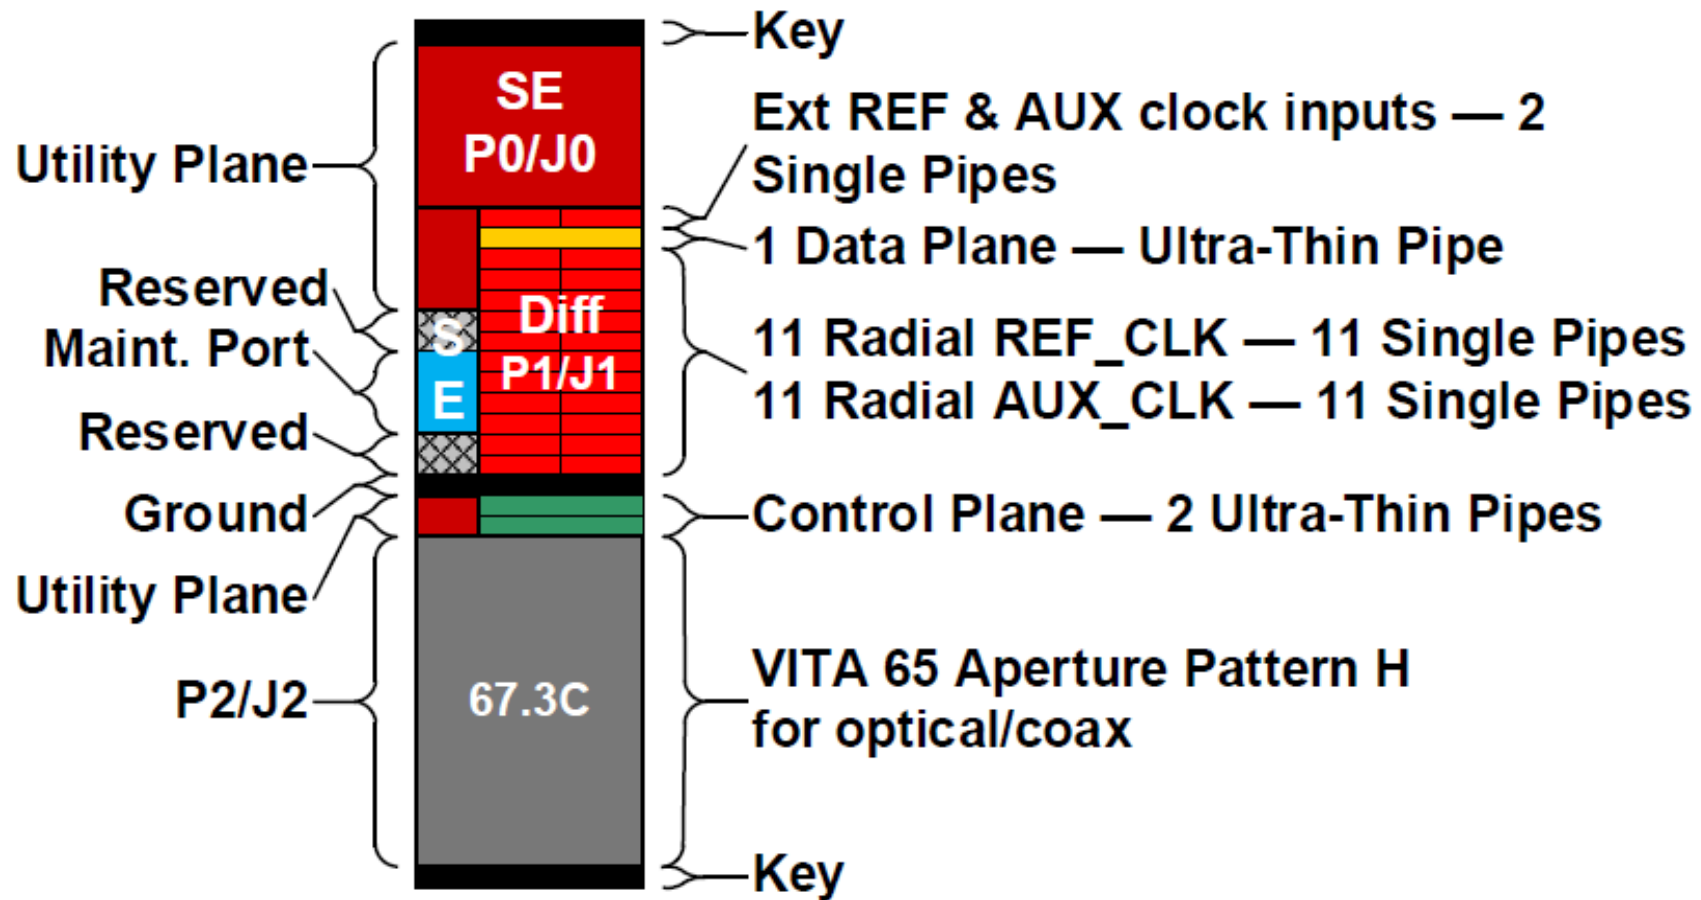 Key
SE
P0/J0
Utility Plane
Ext REF & AUX clock inputs — 2
Single Pipes
1 Data Plane — Ultra-Thin Pipe
Reserved
Maint. Port
Reserved
S
E
Diff
P1/J1
11 Radial REF_CLK — 11 Single Pipes
11 Radial AUX_CLK — 11 Single Pipes
Ground
Utility Plane
Control Plane — 2 Ultra-Thin Pipes
P2/J2
67.3C
VITA 65 Aperture Pattern H
for optical/coax
Key